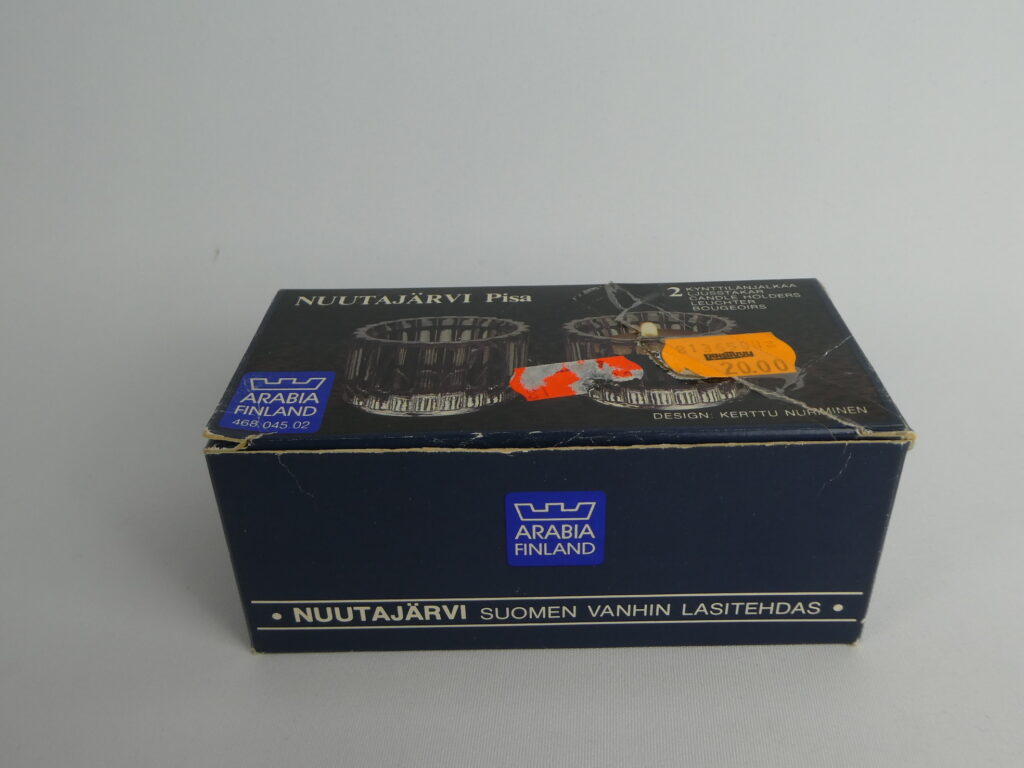 NUUTAJÄRVI Pisa
2 KYNTTILÄNJALKAA
LJUSSTAKAR
CANDLE HOLDERS
LEUCHTER
BOUGEOIRS
20.00
ARABIA
FINLAND
468.045.02
DESIGN: KERTTU NURMINEN
ARABIA
FINLAND
• NUUTAJÄRVI SUOMEN VANHIN LASITEHDAS •